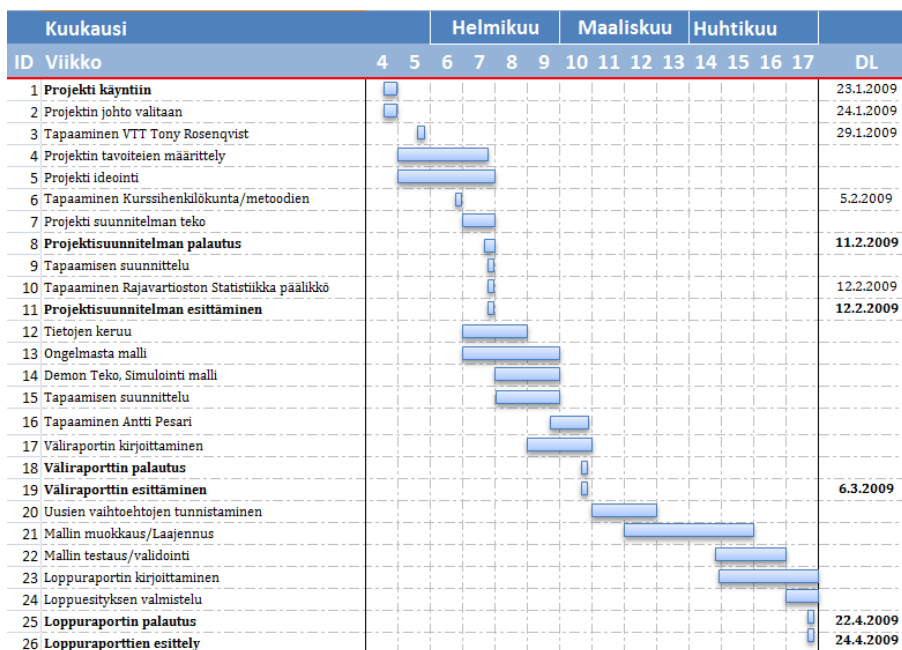 Kuukausi Helmikuu Maaliskuu Huhtikuu
ID Viikko 4 5 6 7 8 9 10 11 12 13 14 15 16 17 DL
1 Projekti käyntiin 23.1.2009
2 Projektin johto valitaan 24.1.2009
3 Tapaaminen VTT Tony Rosenqvist 29.1.2009
4 Projektin tavoiteien määrittely
5 Projekti ideointi
6 Tapaaminen Kurssihenkilökunta/metoodien 5.2.2009
7 Projekti suunnitelman teko
8 Projektisuunnitelman palautus 11.2.2009
9 Tapaamisen suunnittelu
10 Tapaaminen Rajavartioston Statistiikka päälikkö 12.2.2009
11 Projektisuunnitelman esittäminen 12.2.2009
12 Tietojen keruu
13 Ongelmasta malli
14 Demon Teko, Simulointi malli
15 Tapaamisen suunnittelu
16 Tapaaminen Antti Pesari
17 Väliraportin kirjoittaminen
18 Väliraporttin palautus
19 Väliraporttin esittäminen 6.3.2009
20 Uusien vaihtoehtojen tunnistaminen
21 Mallin muokkaus/Laajennus
22 Mallin testaus/validointi
23 Loppuraportin kirjoittaminen
24 Loppuesityksen valmistelu
25 Loppuraportin palautus 22.4.2009
26 Loppuraporttien esittely 24.4.2009